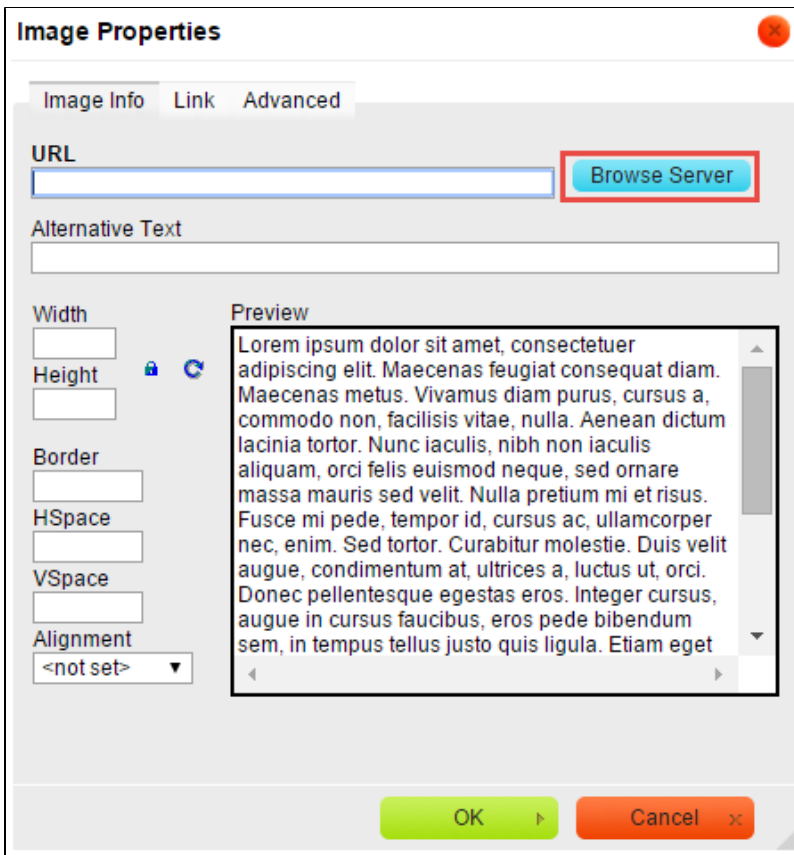 Image Properties
Image Info Link Advanced
URL
Browse Server
Alternative Text
Width
Height
Border
HSpace
VSpace
Alignment
<not set>
Preview
Lorem ipsum dolor sit amet, consectetuer
adipiscing elit. Maecenas feugiat consequat diam.
Maecenas metus. Vivamus diam purus, cursus a,
commodo non, facilisis vitae, nulla. Aenean dictum
lacinia tortor. Nunc iaculis, nibh non iaculis
aliquam, orci felis euismod neque, sed ornare
massa mauris sed velit. Nulla pretium mi et risus.
Fusce mi pede, tempor id, cursus ac, ullamcorper
nec, enim. Sed tortor. Curabitur molestie. Duis velit
augue, condimentum at, ultrices a, luctus ut, orci.
Donec pellentesque egestas eros. Integer cursus,
augue in cursus faucibus, eros pede bibendum
sem, in tempus tellus justo quis ligula. Etiam eget
OK Cancel